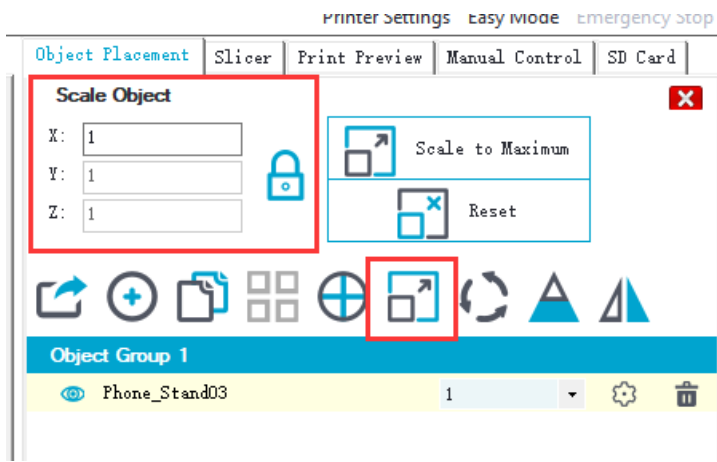 Printer Settings Easy Mode Emergency Stop
Object Placement Slicer Print Preview Manual Control SD Card
Scale Object
X: 1
Y: 1
Z: 1
Scale to Maximum
Reset
Object Group 1
Phone_Stand03 1